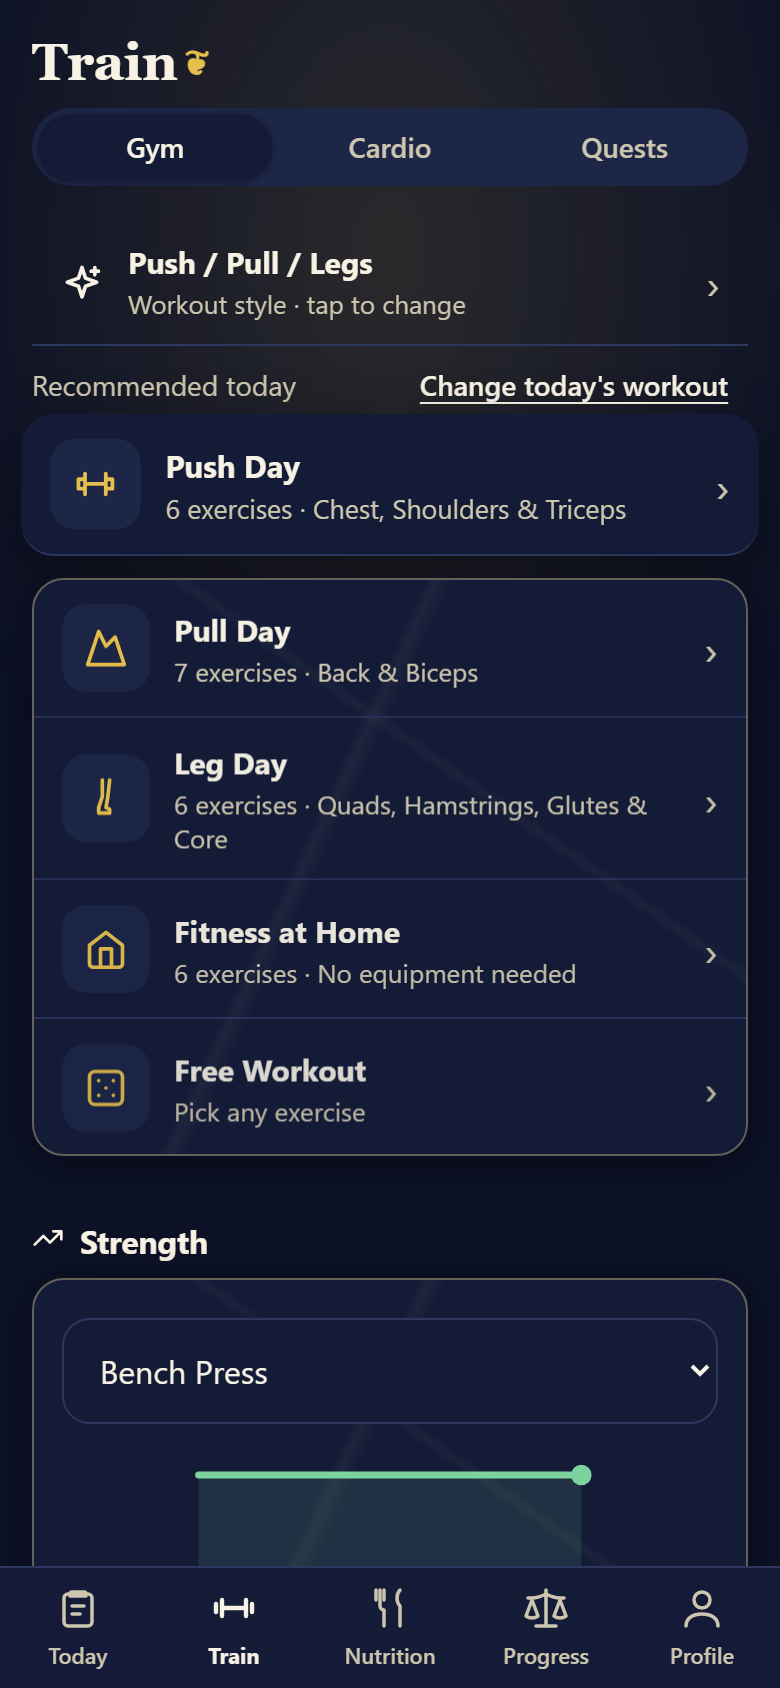 Train
Gym
Cardio
Quests
Push / Pull / Legs
Workout style · tap to change
Recommended today
Change today's workout
Push Day
6 exercises · Chest, Shoulders & Triceps
Pull Day
7 exercises · Back & Biceps
Leg Day
6 exercises · Quads, Hamstrings, Glutes &
Core
Fitness at Home
6 exercises · No equipment needed
Free Workout
Pick any exercise
Strength
Bench Press
Today
Train
Nutrition
Progress
Profile